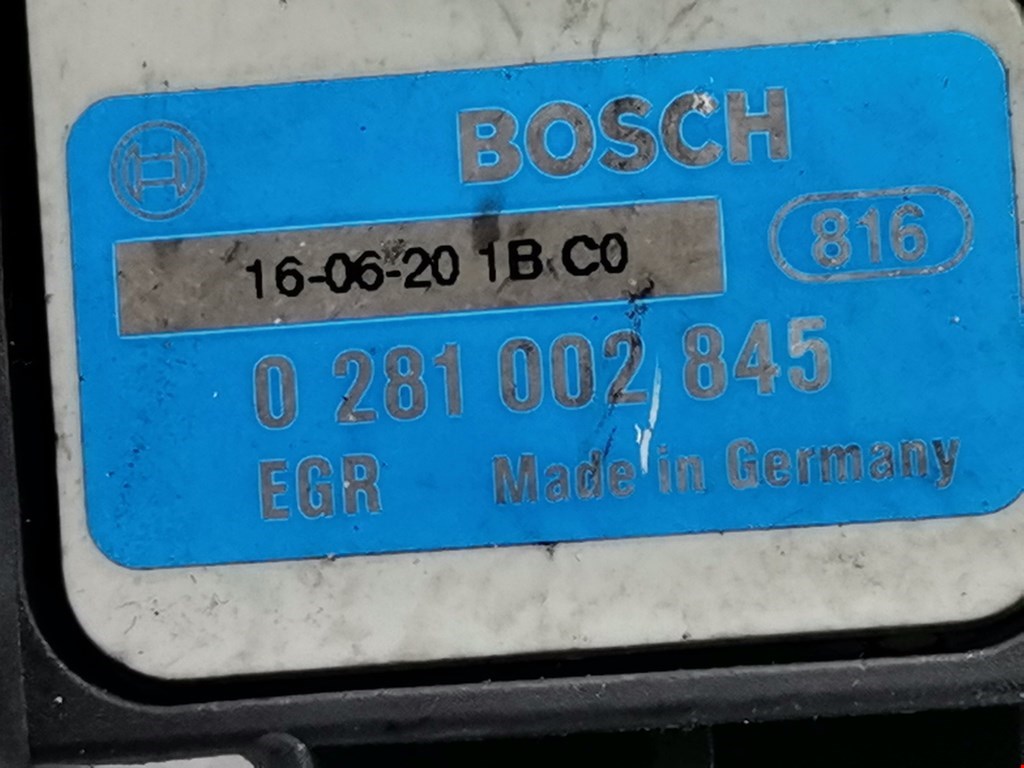 BOSCH
16-06-20 1B C0
816
0 281 002 845
EGR Made in Germany